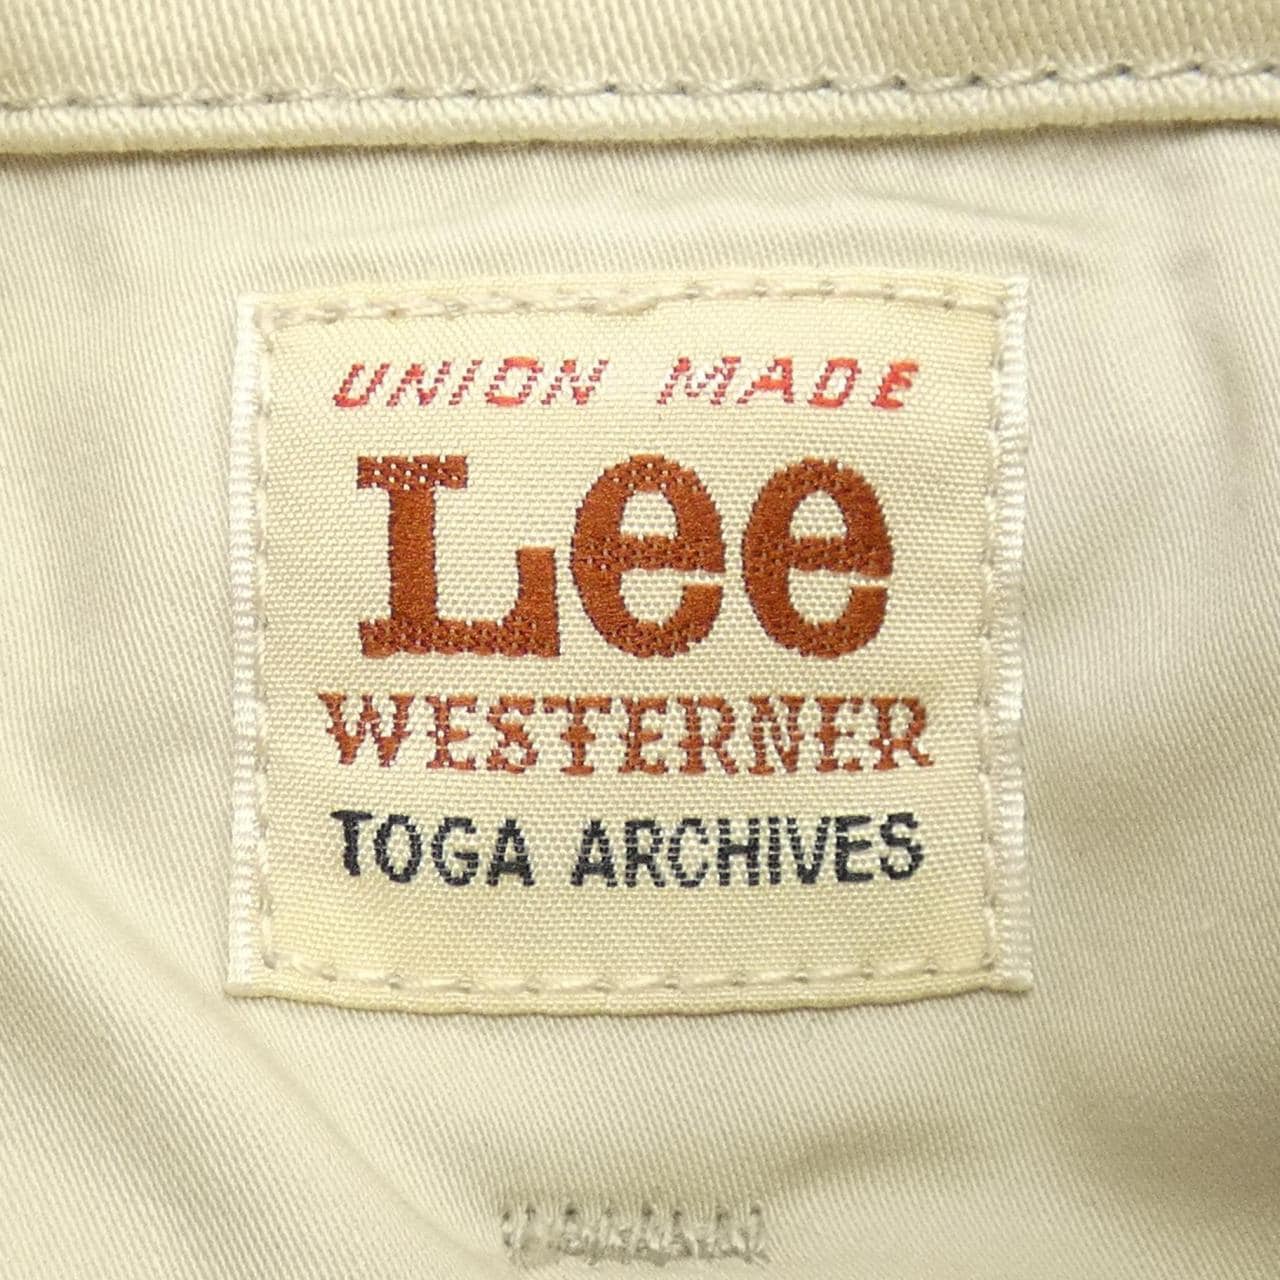 UNION MADE
Lee
WESTERNER
TOGA ARCHIVES